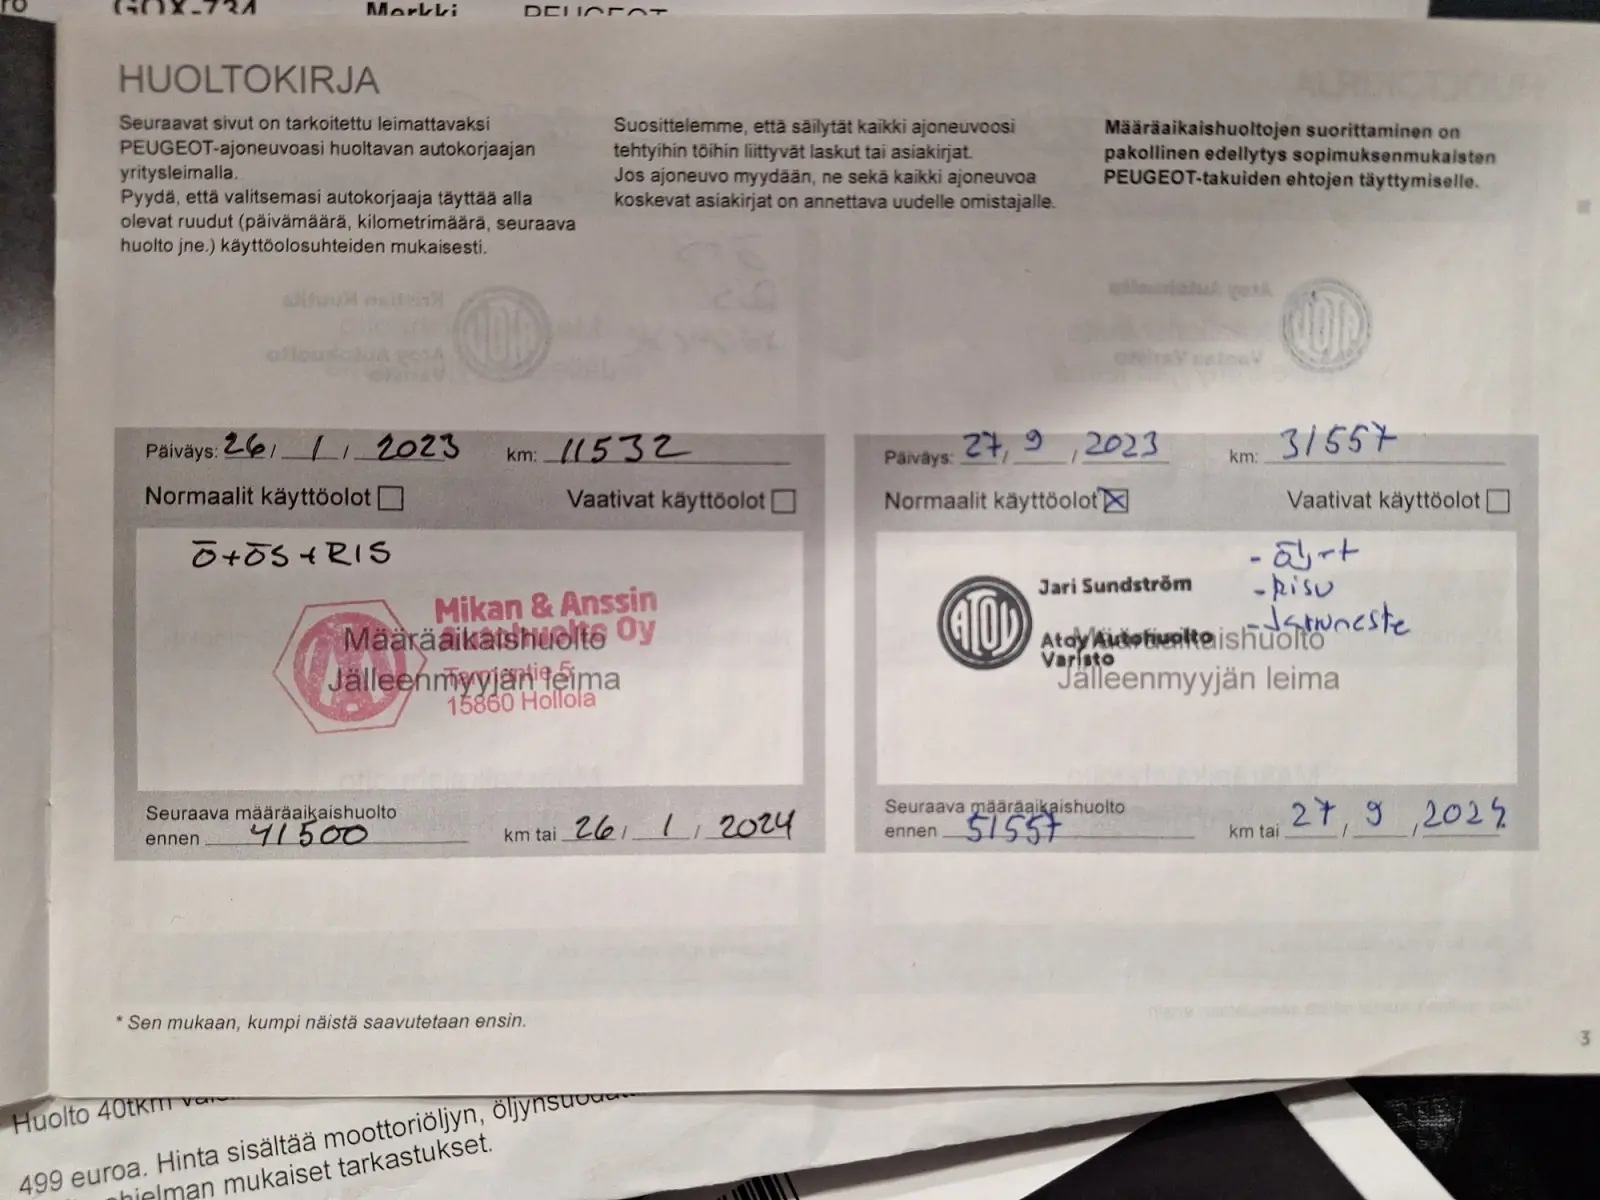 GOX-734 Merkki PEUGEOT
HUOLTOKIRJA
Seuraavat sivut on tarkoitettu leimattavaksi
PEUGEOT-ajoneuvoasi huoltavan autokorjaajan
yritysleimalla.
Pyydä, että valitsemasi autokorjaaja täyttää alla
olevat ruudut (päivämäärä, kilometrimäärä, seuraava
huolto jne.) käyttöolosuhteiden mukaisesti.
Suosittelemme, että säilytät kaikki ajoneuvoosi
tehtyihin töihin liittyvät laskut tai asiakirjat.
Jos ajoneuvo myydään, ne sekä kaikki ajoneuvoa
koskevat asiakirjat on annettava uudelle omistajalle.
Määräaikaishuoltojen suorittaminen on
pakollinen edellytys sopimuksenmukaisten
PEUGEOT-takuiden ehtojen täyttymiselle.
Päiväys: 26 / 1 / 2023 km: 11532
Normaalit käyttöolot Vaativat käyttöolot
Ö+ÖS+RIS
Mikan & Anssin
Oy
Määräaikaishuolto
Jälleenmyyjän leima
15860 Hollola
Seuraava määräaikaishuolto
ennen 41500 km tai 26 / 1 / 2024
Päiväys: 27 / 9 / 2023 km: 31557
Normaalit käyttöolot Vaativat käyttöolot
- Öljyt
- Risu
- Jarruneste
ATOY
Jari Sundström
Atoy Autohuolto
Varisto
Määräaikaishuolto
Jälleenmyyjän leima
Seuraava määräaikaishuolto
ennen 51557 km tai 27 / 9 / 2024
* Sen mukaan, kumpi näistä saavutetaan ensin.
3
Huolto 40tkm
499 euroa. Hinta sisältää moottoriöljyn,
mukaiset tarkastukset.